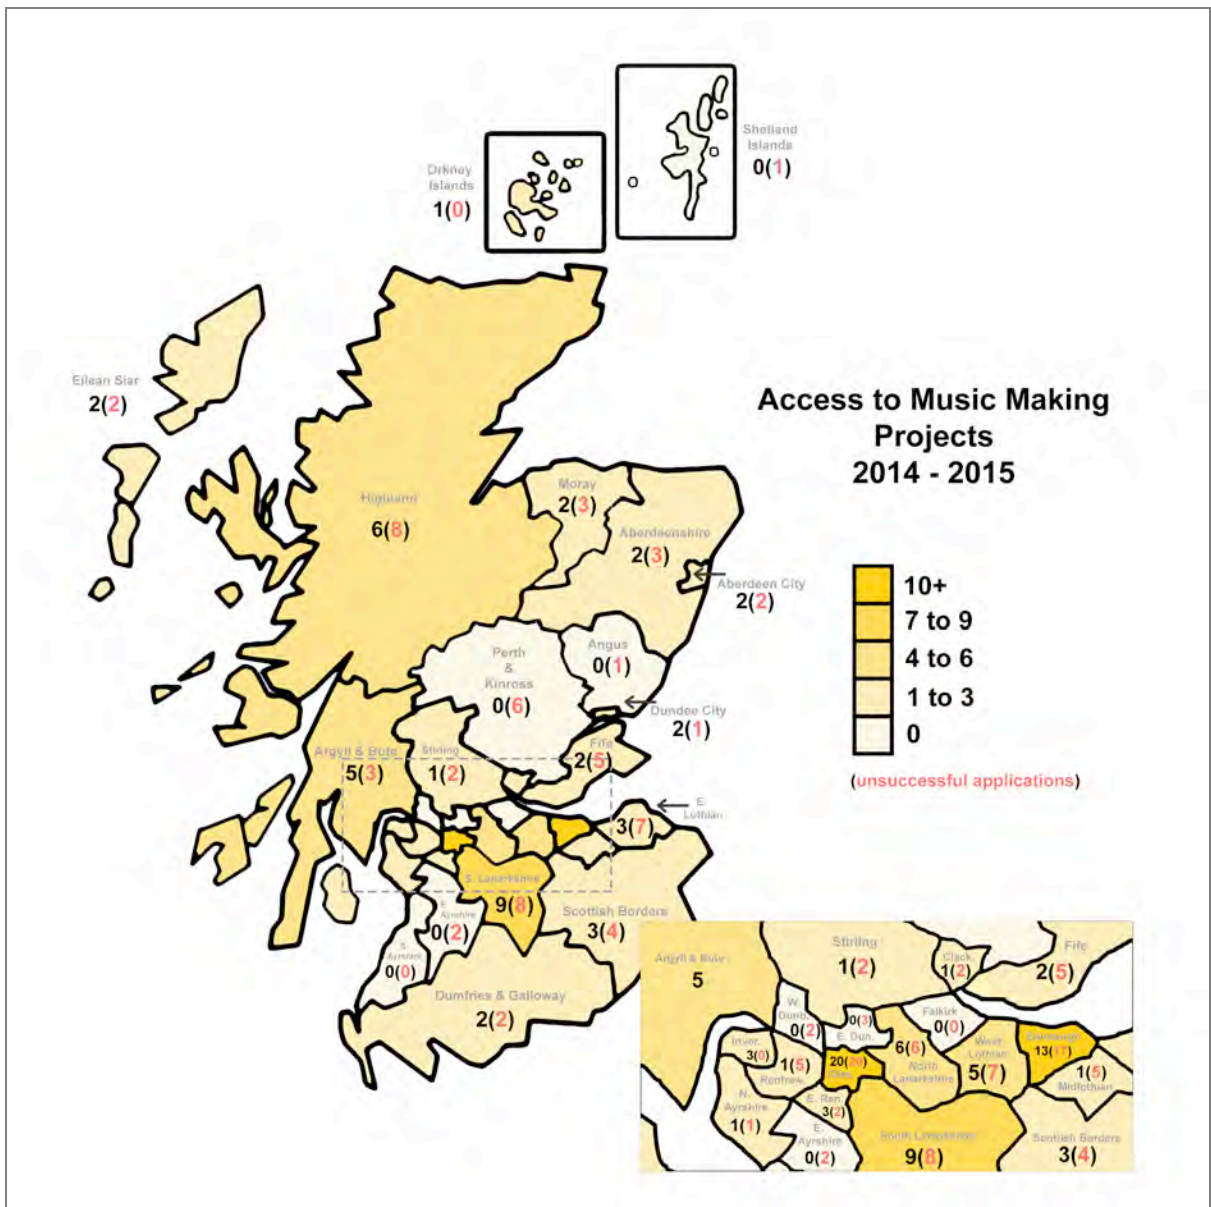 Shetland
Islands
0(1)
Orkney
Islands
1(0)
Eilean Siar
2(2)
Access to Music Making
Projects
2014 - 2015
Highland
6(8)
Moray
2(3)
Aberdeenshire
2(3)
Aberdeen City
2(2)
10+
7 to 9
4 to 6
1 to 3
0
(unsuccessful applications)
Perth
&
Kinross
0(6)
Angus
0(1)
Dundee City
2(1)
Argyll & Bute
5(3)
Stirling
1(2)
Fife
2(5)
E.
Lothian
3(7)
S. Lanarkshire
9(8)
E.
Ayrshire
0(2)
S.
Ayrshire
0(0)
Scottish Borders
3(4)
Dumfries & Galloway
2(2)
Argyll & Bute
5
Stirling
1(2)
Clack.
1(2)
Fife
2(5)
W.
Dunb.
0(2)
0(3)
E. Dun.
Falkirk
0(0)
Inver.
3(0)
1(5)
Renfrew.
20(20)
Glas.
6(6)
North
Lanarkshire
West
Lothian
5(7)
Edinburgh
13(17)
1(5)
Midlothian
N.
Ayrshire
1(1)
E. Ren.
3(2)
E.
Ayrshire
0(2)
South Lanarkshire
9(8)
Scottish Borders
3(4)